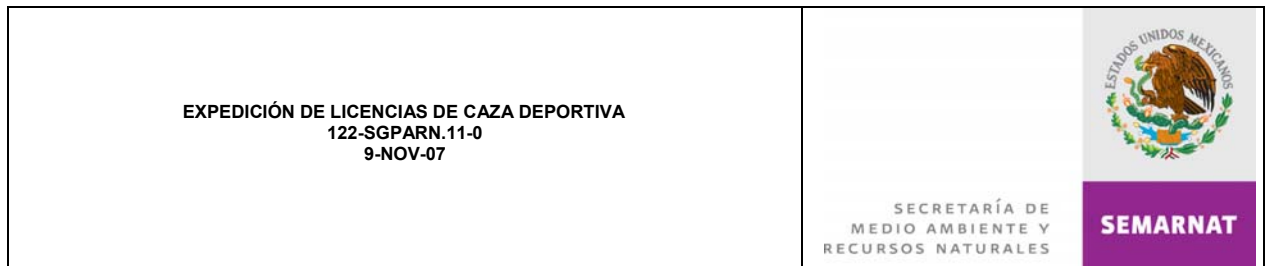 EXPEDICIÓN DE LICENCIAS DE CAZA DEPORTIVA
122-SGPARN.11-0
9-NOV-07
ESTADOS UNIDOS MEXICANOS
SECRETARÍA DE
MEDIO AMBIENTE Y
RECURSOS NATURALES
SEMARNAT